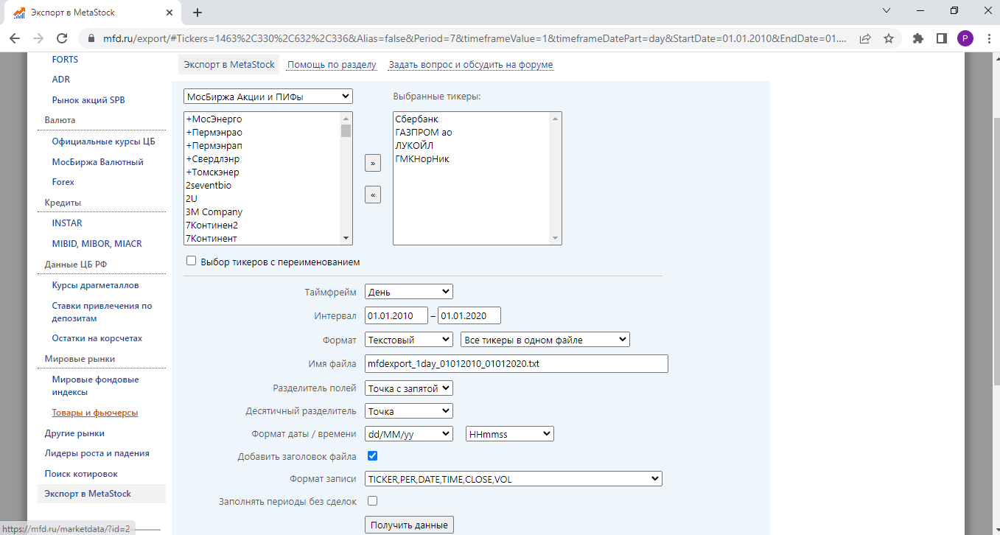 Экспорт в MetaStock
mfd.ru/export/#Tickers=1463%2C330%2C632%2C336&Alias=false&Period=7&timeframeValue=1&timeframeDatePart=day&StartDate=01.01.2010&EndDate=01....
P
FORTS
ADR
Рынок акций SPB
Валюта
Официальные курсы ЦБ
МосБиржа Валютный
Forex
Кредиты
INSTAR
MIBID, MIBOR, MIACR
Данные ЦБ РФ
Курсы драгметаллов
Ставки привлечения по
депозитам
Остатки на корсчетах
Мировые рынки
Мировые фондовые
индексы
Товары и фьючерсы
Другие рынки
Лидеры роста и падения
Поиск котировок
Экспорт в MetaStock
https://mfd.ru/marketdata/?id=2
Экспорт в MetaStock Помощь по разделу Задать вопрос и обсудить на форуме
МосБиржа Акции и ПИФы
+МосЭнерго
+Пермэнрао
+Пермэнрап
+Свердлэнр
+Томскэнер
2seventbio
2U
3M Company
7Континен2
7Континент
»
«
Выбранные тикеры:
Сбербанк
ГАЗПРОМ ао
ЛУКОЙЛ
ГМКНорНик
Выбор тикеров с переименованием
Таймфрейм День
Интервал 01.01.2010 – 01.01.2020
Формат Текстовый Все тикеры в одном файле
Имя файла mfdexport_1day_01012010_01012020.txt
Разделитель полей Точка с запятой
Десятичный разделитель Точка
Формат даты / времени dd/MM/yy HHmmss
Добавить заголовок файла
Формат записи TICKER,PER,DATE,TIME,CLOSE,VOL
Заполнять периоды без сделок
Получить данные